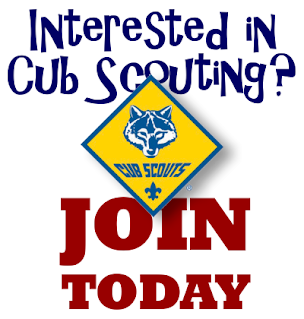 Interested in
Cub Scouting?
CUB SCOUTS
®
JOIN
TODAY